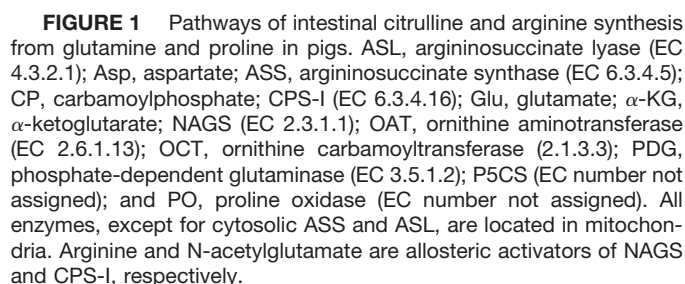 FIGURE 1 Pathways of intestinal citrulline and arginine synthesis
from glutamine and proline in pigs. ASL, argininosuccinate lyase (EC
4.3.2.1); Asp, aspartate; ASS, argininosuccinate synthase (EC 6.3.4.5);
CP, carbamoylphosphate; CPS-I (EC 6.3.4.16); Glu, glutamate; α-KG,
α-ketoglutarate; NAGS (EC 2.3.1.1); OAT, ornithine aminotransferase
(EC 2.6.1.13); OCT, ornithine carbamoyltransferase (2.1.3.3); PDG,
phosphate-dependent glutaminase (EC 3.5.1.2); P5CS (EC number not
assigned); and PO, proline oxidase (EC number not assigned). All
enzymes, except for cytosolic ASS and ASL, are located in mitochon-
dria. Arginine and N-acetylglutamate are allosteric activators of NAGS
and CPS-I, respectively.